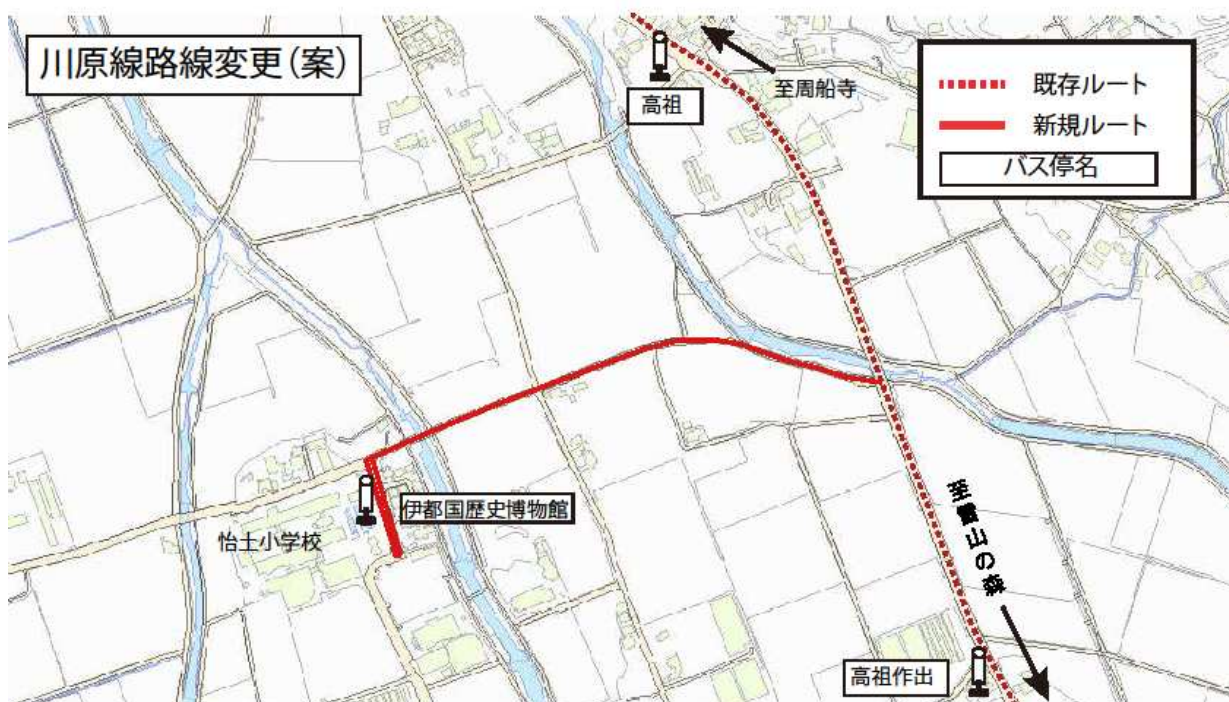 川原線路線変更（案）
高祖
至周船寺
既存ルート
新規ルート
バス停名
伊都国歴史博物館
怡土小学校
至雷山の森
高祖作出